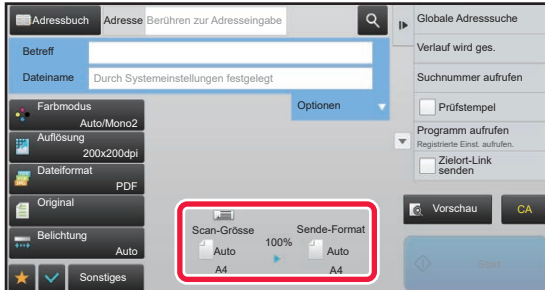 Adressbuch
Adresse
Berühren zur Adresseingabe
Betreff
Dateiname
Durch Systemeinstellungen festgelegt
Optionen
Farbmodus
Auto/Mono2
Auflösung
200x200dpi
Dateiformat
PDF
Original
Belichtung
Auto
Sonstiges
Scan-Grösse
Auto
A4
100%
Sende-Format
Auto
A4
Globale Adresssuche
Verlauf wird ges.
Suchnummer aufrufen
Prüfstempel
Programm aufrufen
Registrierte Einst. aufrufen.
Zielort-Link
senden
Vorschau
CA
Start